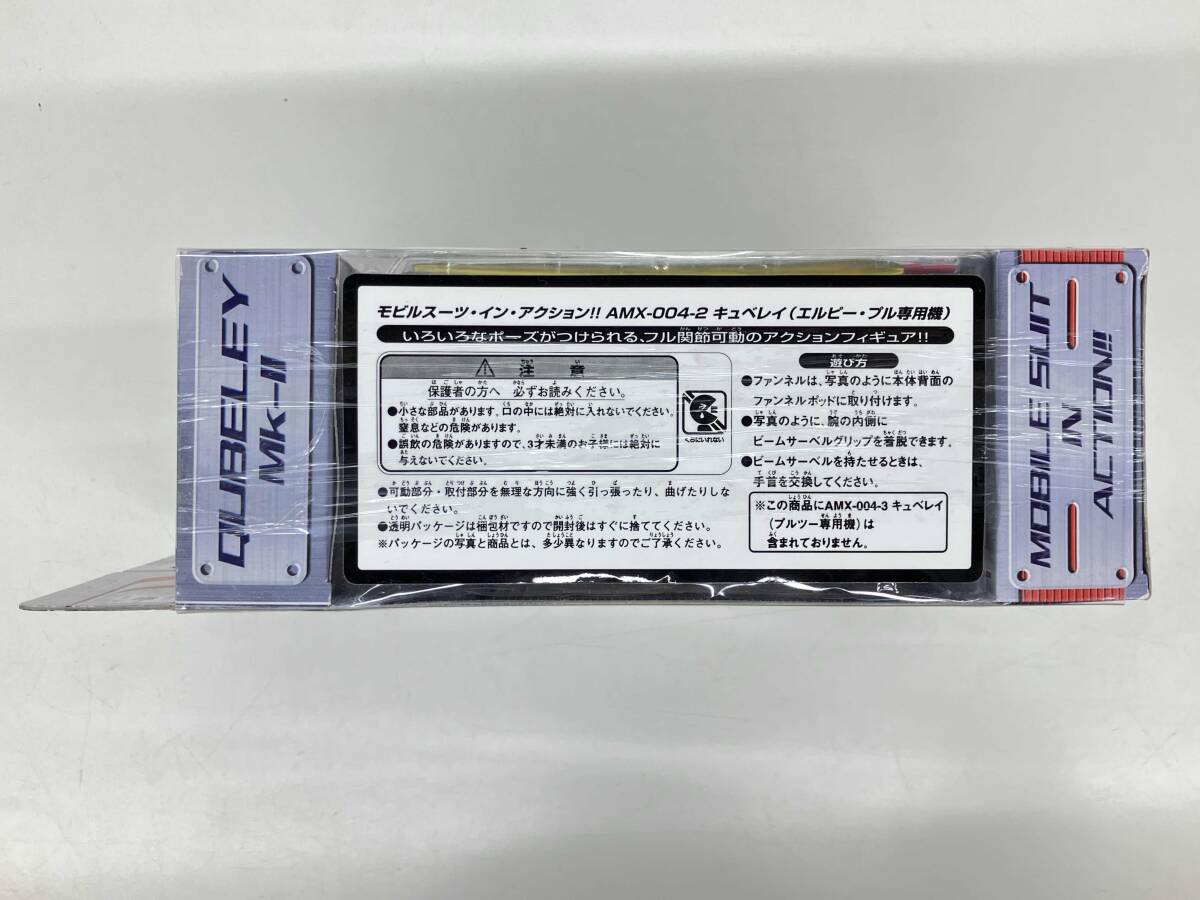 QUBELEY
Mk-II
モビルスーツ・イン・アクション!! AMX-004-2 キュベレイ(エルピー・プル専用機)
いろいろなポーズがつけられる、フル関節可動のアクションフィギュア!!
注意
保護者の方へ 必ずお読みください。
●小さな部品があります。口の中には絶対に入れないでください。
窒息などの危険があります。
●誤飲の危険がありますので、3才未満のお子様には絶対に
与えないでください。
くちにいれない
●可動部分・取付部分を無理な方向に強く引っ張ったり、曲げたりしな
いでください。
●透明パッケージは梱包材ですので開封後はすぐに捨ててください。
※パッケージの写真と商品とは、多少異なりますのでご了承ください。
遊び方
●ファンネルは、写真のように本体背面の
ファンネルポッドに取り付けます。
●写真のように、腕の内側に
ビームサーベルグリップを着脱できます。
●ビームサーベルを持たせるときは、
手首を交換してください。
※この商品にAMX-004-3 キュベレイ
(プルツー専用機)は
含まれておりません。
MOBILE SUIT
IN
ACTION!!